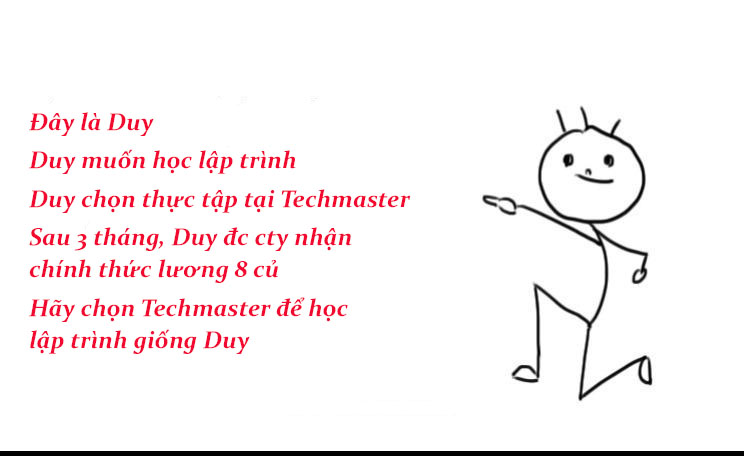 Đây là Duy
Duy muốn học lập trình
Duy chọn thực tập tại Techmaster
Sau 3 tháng, Duy đc cty nhận
chính thức lương 8 củ
Hãy chọn Techmaster để học
lập trình giống Duy